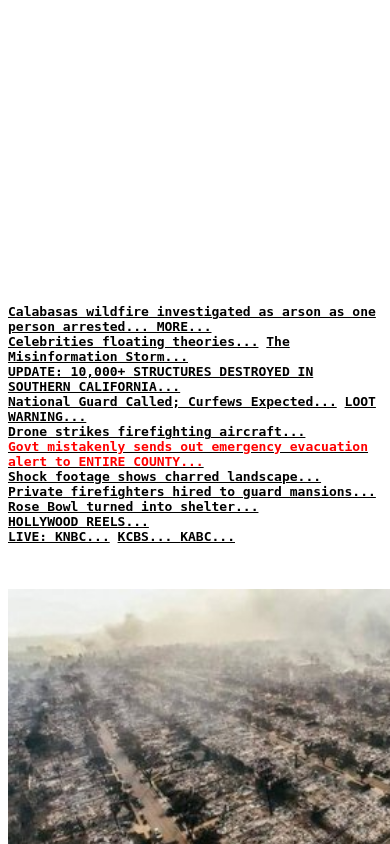 Calabasas wildfire investigated as arson as one
person arrested... MORE...
Celebrities floating theories... The
Misinformation Storm...
UPDATE: 10,000+ STRUCTURES DESTROYED IN
SOUTHERN CALIFORNIA...
National Guard Called; Curfews Expected... LOOT
WARNING...
Drone strikes firefighting aircraft...
Govt mistakenly sends out emergency evacuation
alert to ENTIRE COUNTY...
Shock footage shows charred landscape...
Private firefighters hired to guard mansions...
Rose Bowl turned into shelter...
HOLLYWOOD REELS...
LIVE: KNBC... KCBS... KABC...